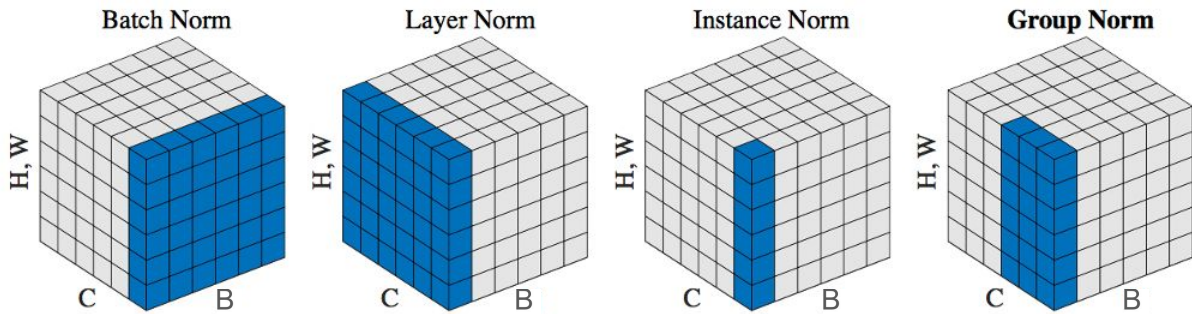 Batch Norm
Layer Norm
Instance Norm
Group Norm
H, W
C
B
H, W
C
B
H, W
C
B
H, W
C
B